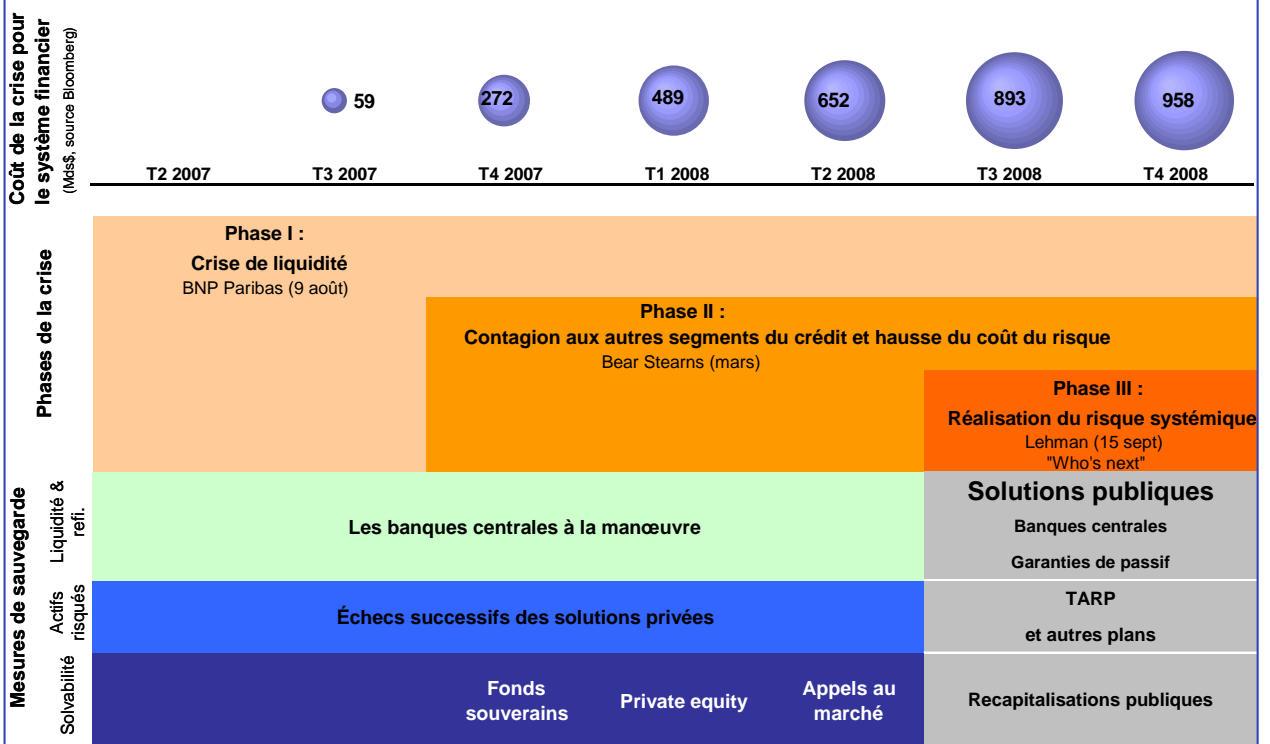 Coût de la crise pour
le système financier
(Mds$, source Bloomberg)
59
272
489
652
893
958
T2 2007
T3 2007
T4 2007
T1 2008
T2 2008
T3 2008
T4 2008
Phases de la crise
Phase I :
Crise de liquidité
BNP Paribas (9 août)
Phase II :
Contagion aux autres segments du crédit et hausse du coût du risque
Bear Stearns (mars)
Phase III :
Réalisation du risque systémique
Lehman (15 sept)
"Who's next"
Mesures de sauvegarde
Liquidité &
refi.
Les banques centrales à la manœuvre
Solutions publiques
Banques centrales
Garanties de passif
Actifs
risqués
Échecs successifs des solutions privées
TARP
et autres plans
Solvabilité
Fonds
souverains
Private equity
Appels au
marché
Recapitalisations publiques